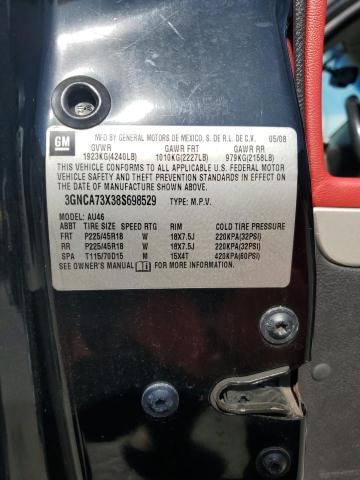 GM MFD BY GENERAL MOTORS DE MEXICO, S. DE R.L. DE C.V. 05/08
GVWR GAWR FRT GAWR RR
1923KG(4240LB) 1010KG(2227LB) 979KG(2158LB)
THIS VEHICLE CONFORMS TO ALL APPLICABLE U.S. FEDERAL MOTOR
VEHICLE SAFETY AND THEFT PREVENTION STANDARDS IN EFFECT ON
THE DATE OF MANUFACTURE SHOWN ABOVE.
3GNCA73X38S698529 TYPE: M.P.V.
MODEL: AU46
ABBT TIRE SIZE SPEED RTG RIM COLD TIRE PRESSURE
FRT P225/45R18 W 18X7.5J 220KPA(32PSI)
RR P225/45R18 W 18X7.5J 220KPA(32PSI)
SPA T115/70D15 M 15X4T 420KPA(60PSI)
SEE OWNER'S MANUAL FOR MORE INFORMATION.